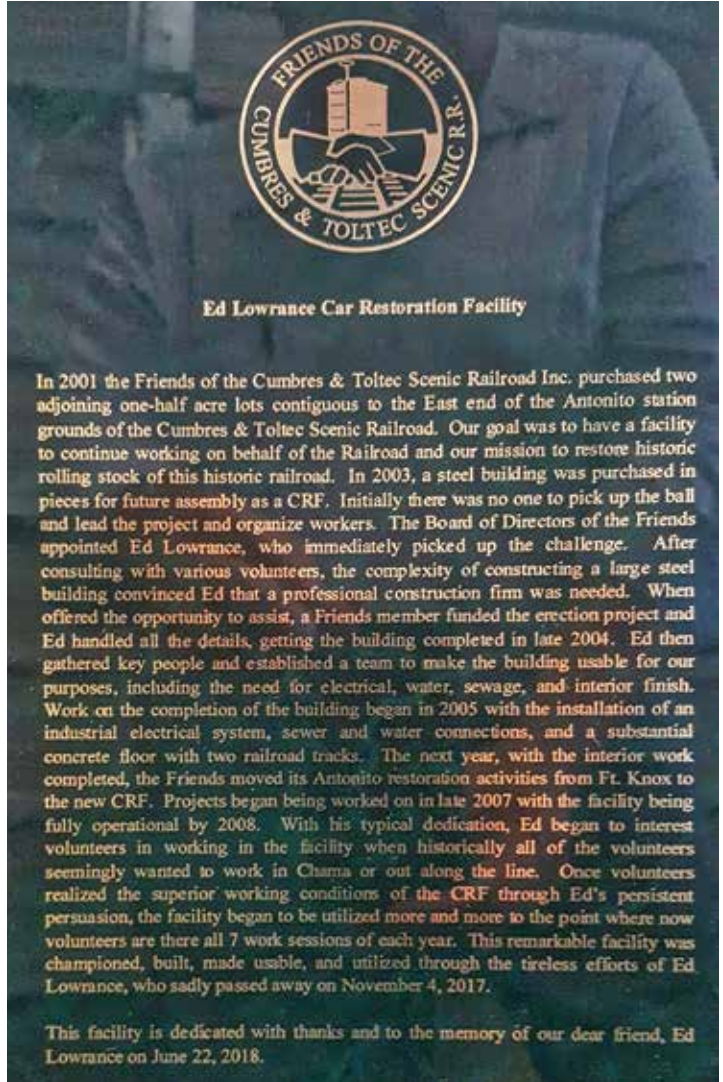 FRIENDS OF THE
CUMBRES & TOLTEC SCENIC R.R.
Ed Lowrance Car Restoration Facility
In 2001 the Friends of the Cumbres & Toltec Scenic Railroad Inc. purchased two
adjoining one-half acre lots contiguous to the East end of the Antonito station
grounds of the Cumbres & Toltec Scenic Railroad. Our goal was to have a facility
to continue working on behalf of the Railroad and our mission to restore historic
rolling stock of this historic railroad. In 2003, a steel building was purchased in
pieces for future assembly as a CRF. Initially there was no one to pick up the ball
and lead the project and organize workers. The Board of Directors of the Friends
appointed Ed Lowrance, who immediately picked up the challenge. After
consulting with various volunteers, the complexity of constructing a large steel
building convinced Ed that a professional construction firm was needed. When
offered the opportunity to assist, a Friends member funded the erection project and
Ed handled all the details, getting the building completed in late 2004. Ed then
gathered key people and established a team to make the building usable for our
purposes, including the need for electrical, water, sewage, and interior finish.
Work on the completion of the building began in 2005 with the installation of an
industrial electrical system, sewer and water connections, and a substantial
concrete floor with two railroad tracks. The next year, with the interior work
completed, the Friends moved its Antonito restoration activities from Ft. Knox to
the new CRF. Projects began being worked on in late 2007 with the facility being
fully operational by 2008. With his typical dedication, Ed began to interest
volunteers in working in the facility when historically all of the volunteers
seemingly wanted to work in Chama or out along the line. Once volunteers
realized the superior working conditions of the CRF through Ed's persistent
persuasion, the facility began to be utilized more and more to the point where now
volunteers are there all 7 work sessions of each year. This remarkable facility was
championed, built, made usable, and utilized through the tireless efforts of Ed
Lowrance, who sadly passed away on November 4, 2017.
This facility is dedicated with thanks and to the memory of our dear friend, Ed
Lowrance on June 22, 2018.